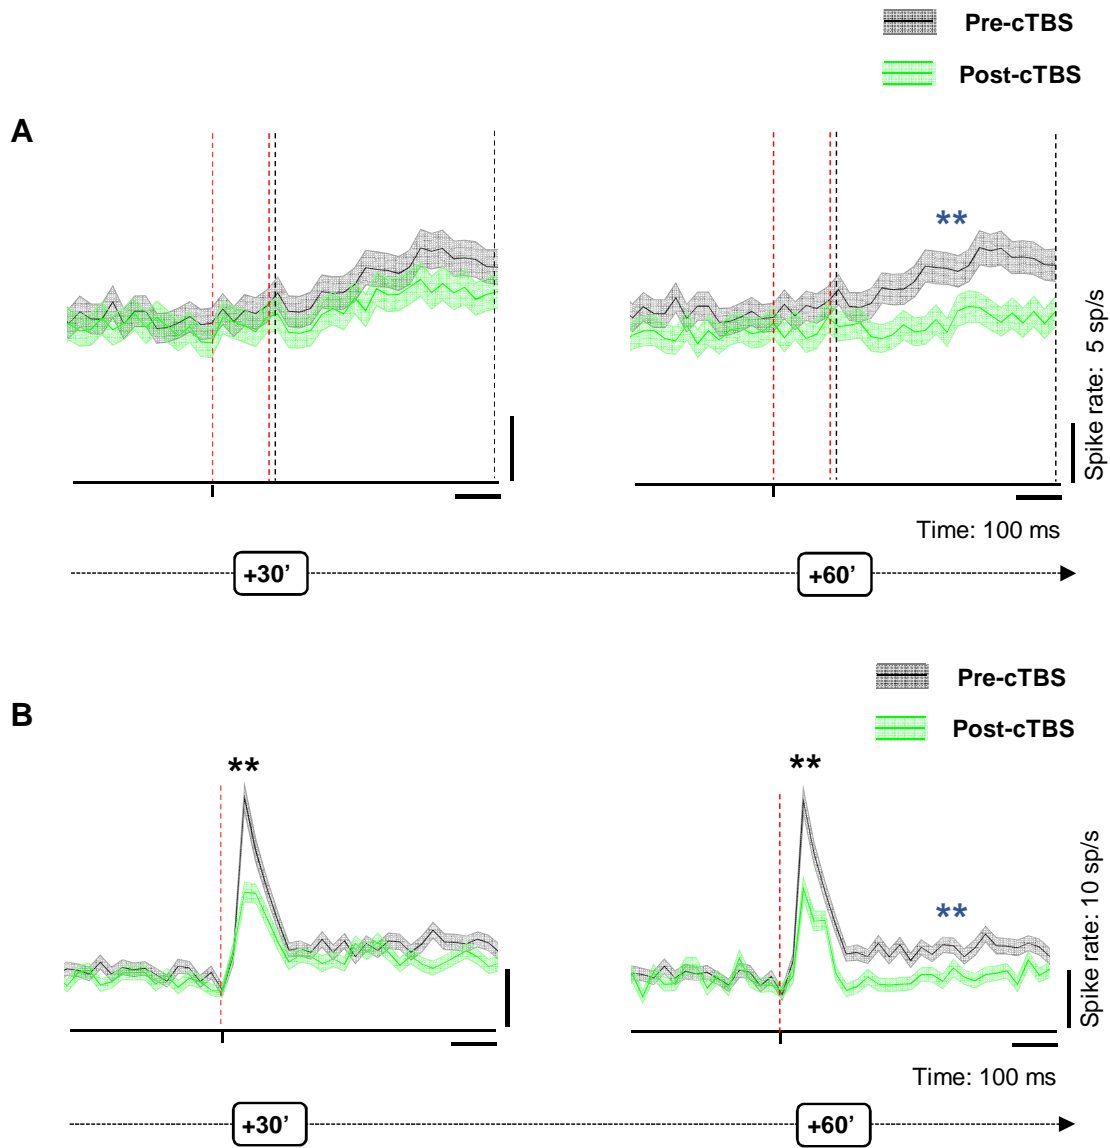 Pre-cTBS
Post-cTBS
A
**
Spike rate: 5 sp/s
Time: 100 ms
+30’
+60’
Pre-cTBS
Post-cTBS
B
**
**
**
Spike rate: 10 sp/s
Time: 100 ms
+30’
+60’